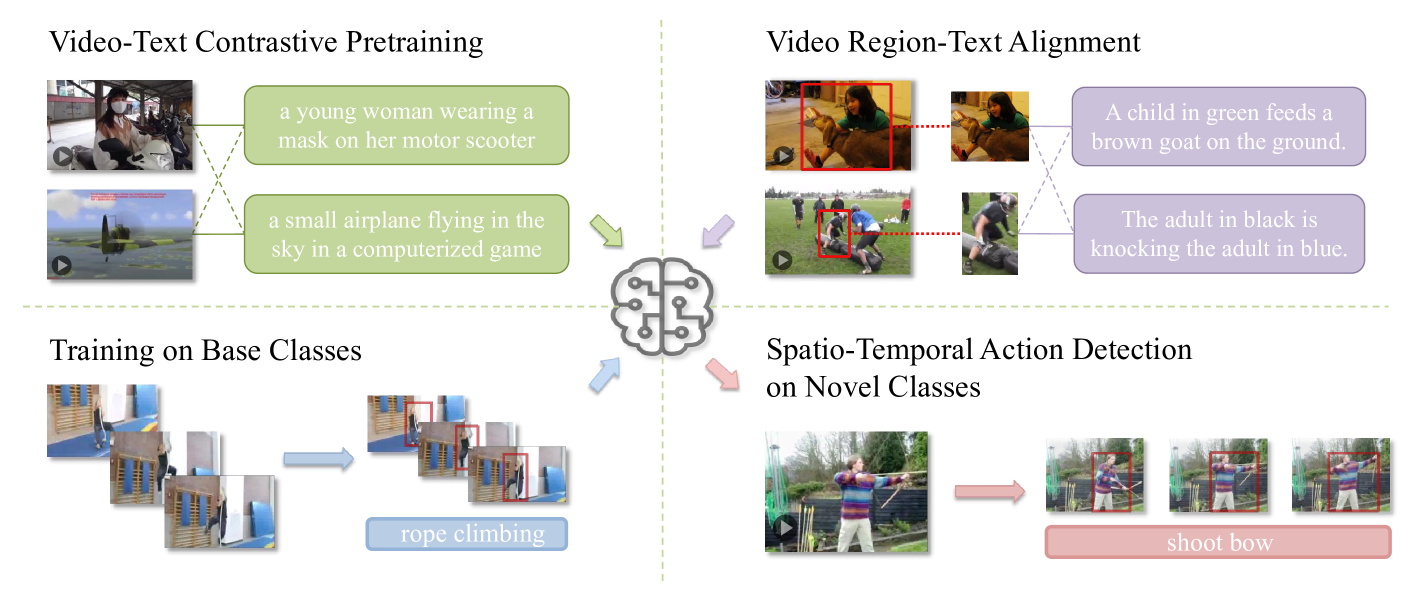 Video-Text Contrastive Pretraining
a young woman wearing a
mask on her motor scooter
a small airplane flying in the
sky in a computerized game
Video Region-Text Alignment
A child in green feeds a
brown goat on the ground.
The adult in black is
knocking the adult in blue.
Training on Base Classes
rope climbing
Spatio-Temporal Action Detection
on Novel Classes
shoot bow